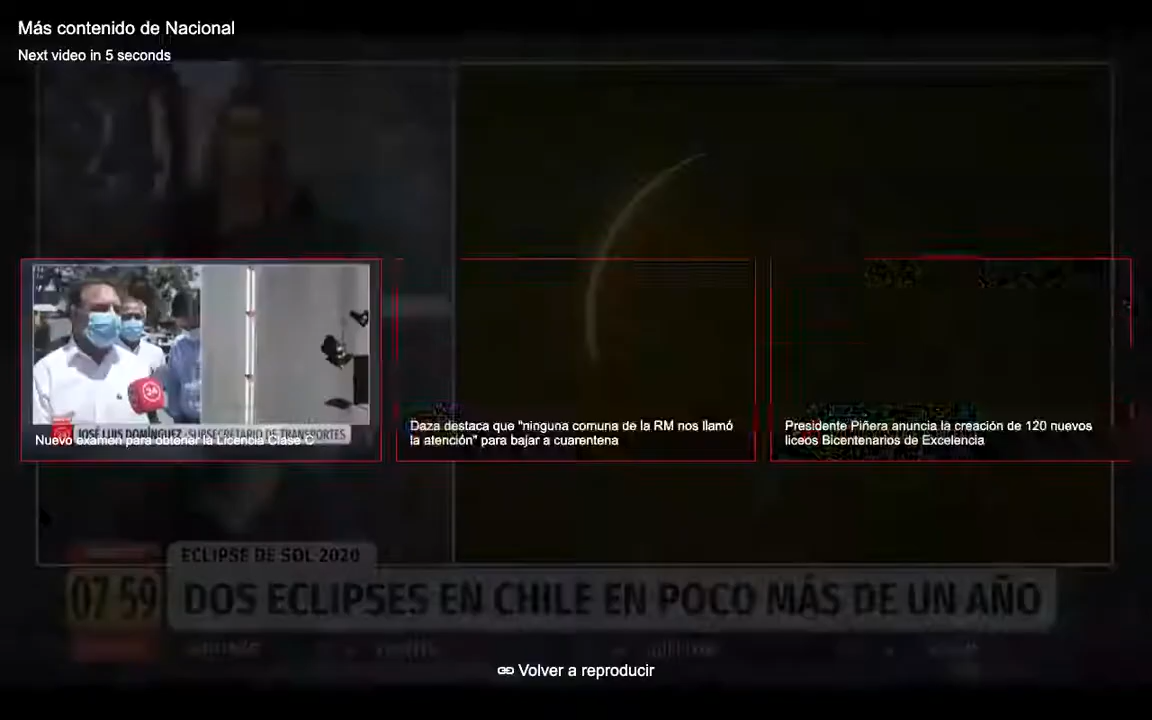 Más contenido de Nacional
Next video in 5 seconds
24
JOSÉ LUIS DOMÍNGUEZ - SUBSECRETARIO DE TRANSPORTES
Nuevo examen para obtener la Licencia Clase C
Daza destaca que "ninguna comuna de la RM nos llamó
la atención" para bajar a cuarentena
Presidente Piñera anuncia la creación de 120 nuevos
liceos Bicentenarios de Excelencia
ECLIPSE DE SOL 2020
07:59
DOS ECLIPSES EN CHILE EN POCO MÁS DE UN AÑO
Volver a reproducir